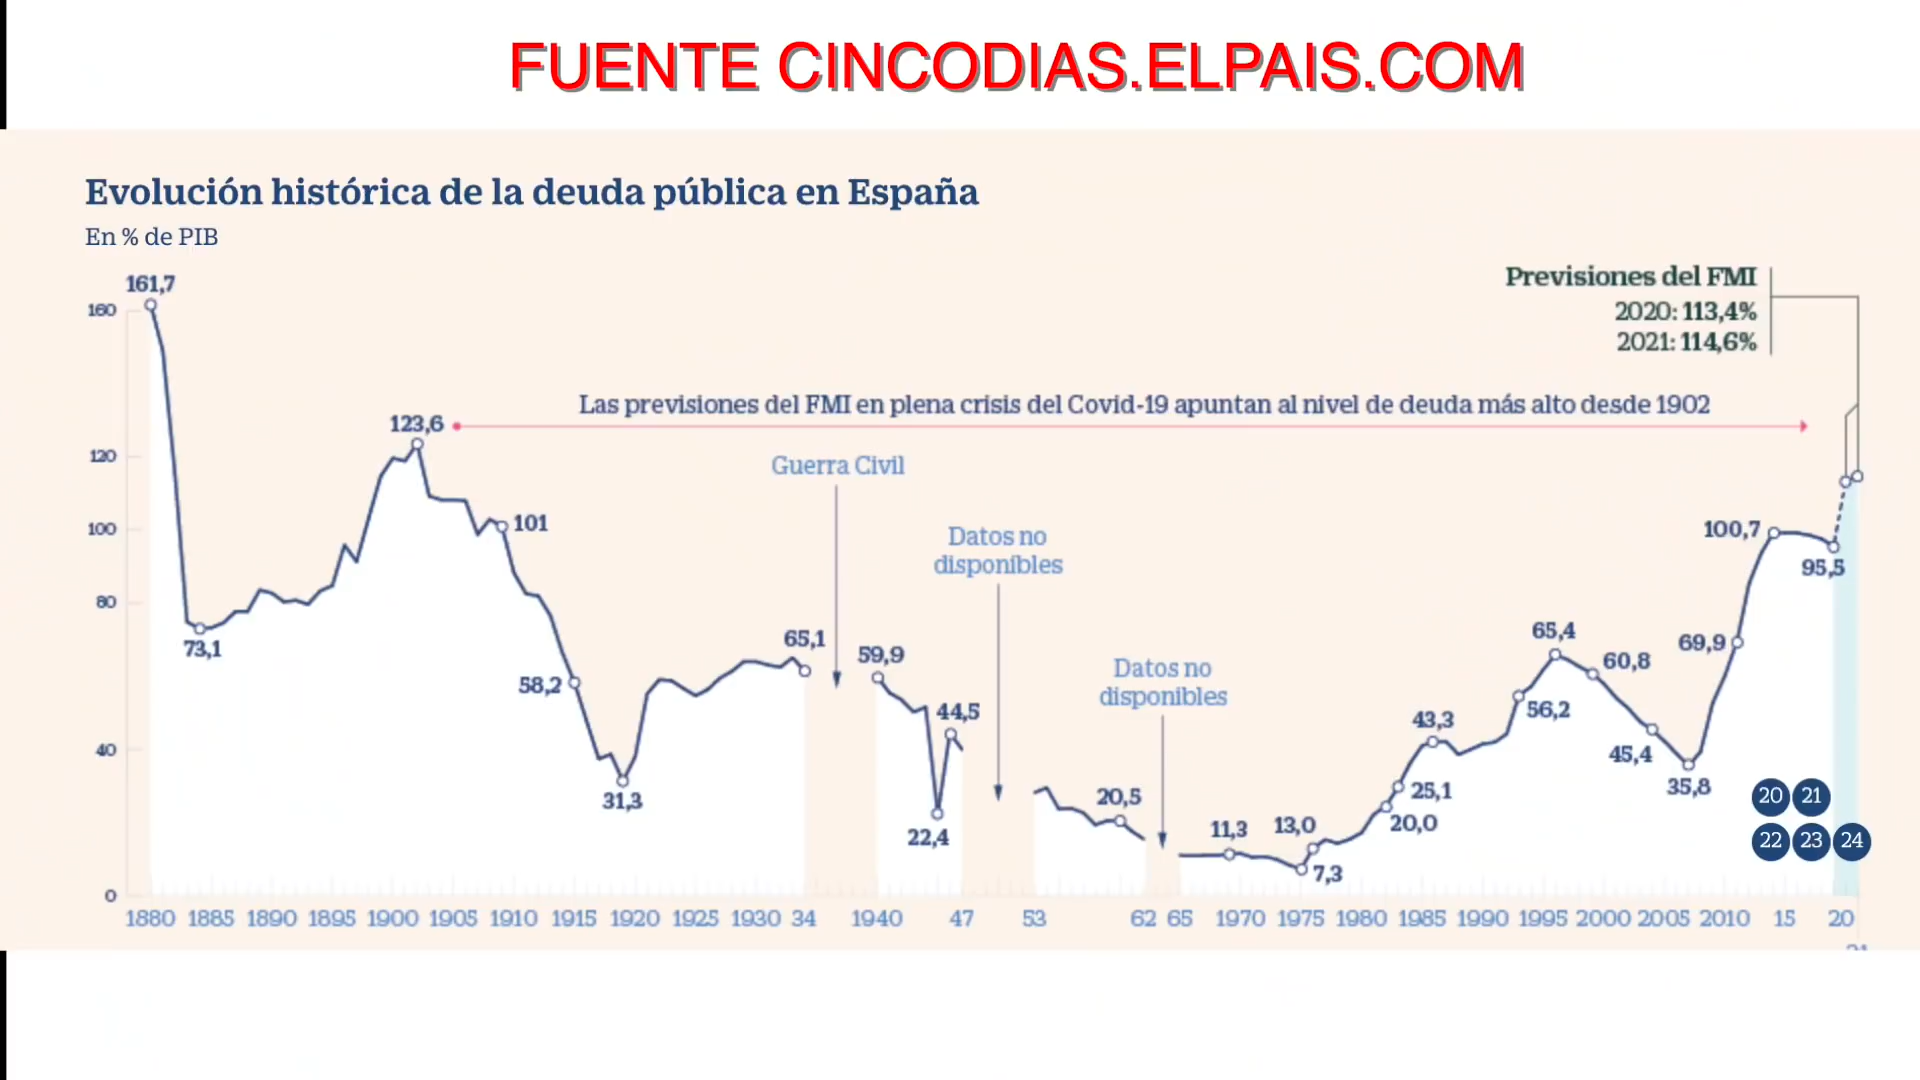 FUENTE CINCODIAS.ELPAIS.COM
Evolución histórica de la deuda pública en España
En % de PIB
161,7
Previsiones del FMI
2020: 113,4%
2021: 114,6%
160
Las previsiones del FMI en plena crisis del Covid-19 apuntan al nivel de deuda más alto desde 1902
123,6
120
Guerra Civil
101
100
Datos no
disponibles
100,7
95,5
80
73,1
65,1
59,9
Datos no
disponibles
65,4
60,8
69,9
58,2
44,5
43,3
56,2
45,4
40
35,8
31,3
20,5
25,1
20 21
22,4
11,3
13,0
20,0
22 23 24
7,3
0
1880 1885 1890 1895 1900 1905 1910 1915 1920 1925 1930 34 1940 47 53 62 65 1970 1975 1980 1985 1990 1995 2000 2005 2010 15 20